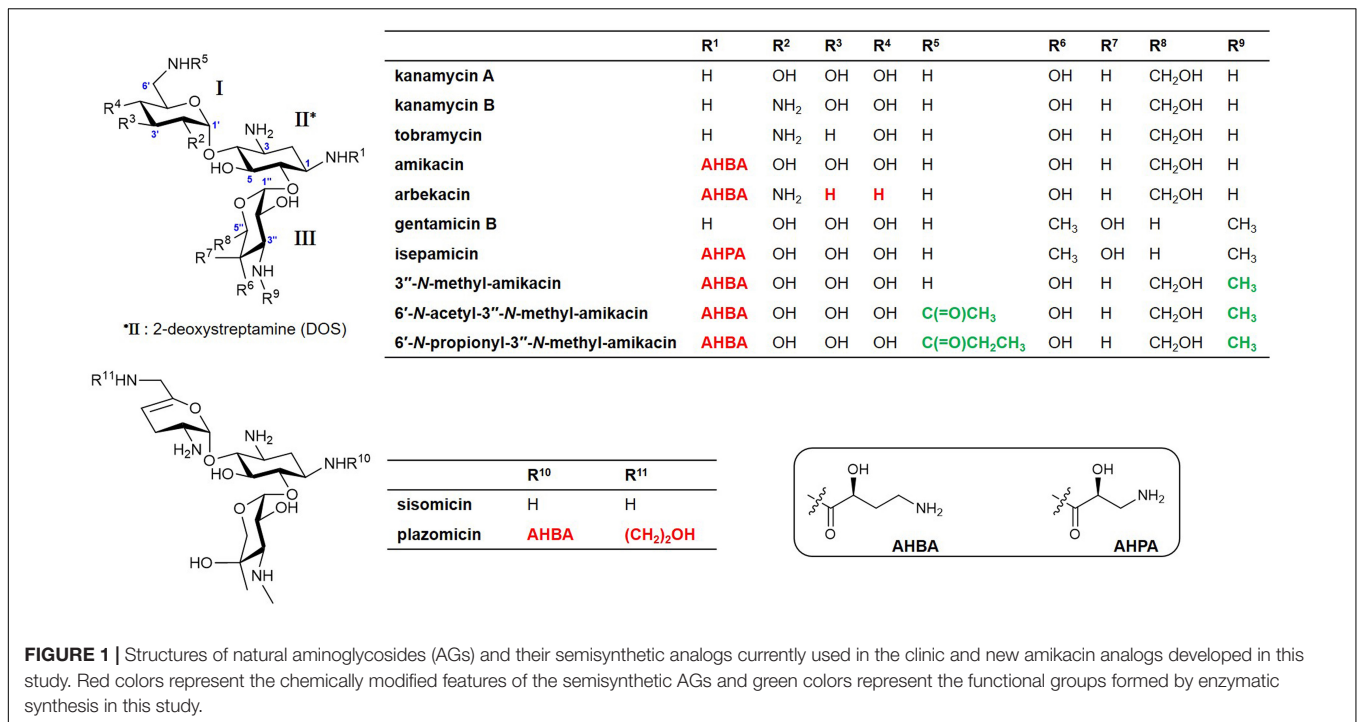 NHR⁵
6'
I
R⁴
O
R³
3'
1'
R²
II*
NH₂
3
O
HO
5
1
NHR¹
O
1''
O
OH
5''
III
R⁸
3''
R⁷
NH
R⁶
R⁹
*II : 2-deoxystreptamine (DOS)
R¹ R² R³ R⁴ R⁵ R⁶ R⁷ R⁸ R⁹
kanamycin A H OH OH OH H OH H CH₂OH H
kanamycin B H NH₂ OH OH H OH H CH₂OH H
tobramycin H NH₂ H OH H OH H CH₂OH H
amikacin AHBA OH OH OH H OH H CH₂OH H
arbekacin AHBA NH₂ H H H OH H CH₂OH H
gentamicin B H OH OH OH H CH₃ OH H CH₃
isepamicin AHPA OH OH OH H CH₃ OH H CH₃
3''-N-methyl-amikacin AHBA OH OH OH H OH H CH₂OH CH₃
6'-N-acetyl-3''-N-methyl-amikacin AHBA OH OH OH C(=O)CH₃ OH H CH₂OH CH₃
6'-N-propionyl-3''-N-methyl-amikacin AHBA OH OH OH C(=O)CH₂CH₃ OH H CH₂OH CH₃
R¹¹HN
O
H₂N
NH₂
O
HO
NHR¹⁰
O
O
OH
HO
NH
R¹⁰ R¹¹
sisomicin H H
plazomicin AHBA (CH₂)₂OH
OH
NH₂
O
AHBA
OH
NH₂
O
AHPA
FIGURE 1 | Structures of natural aminoglycosides (AGs) and their semisynthetic analogs currently used in the clinic and new amikacin analogs developed in this
study. Red colors represent the chemically modified features of the semisynthetic AGs and green colors represent the functional groups formed by enzymatic
synthesis in this study.